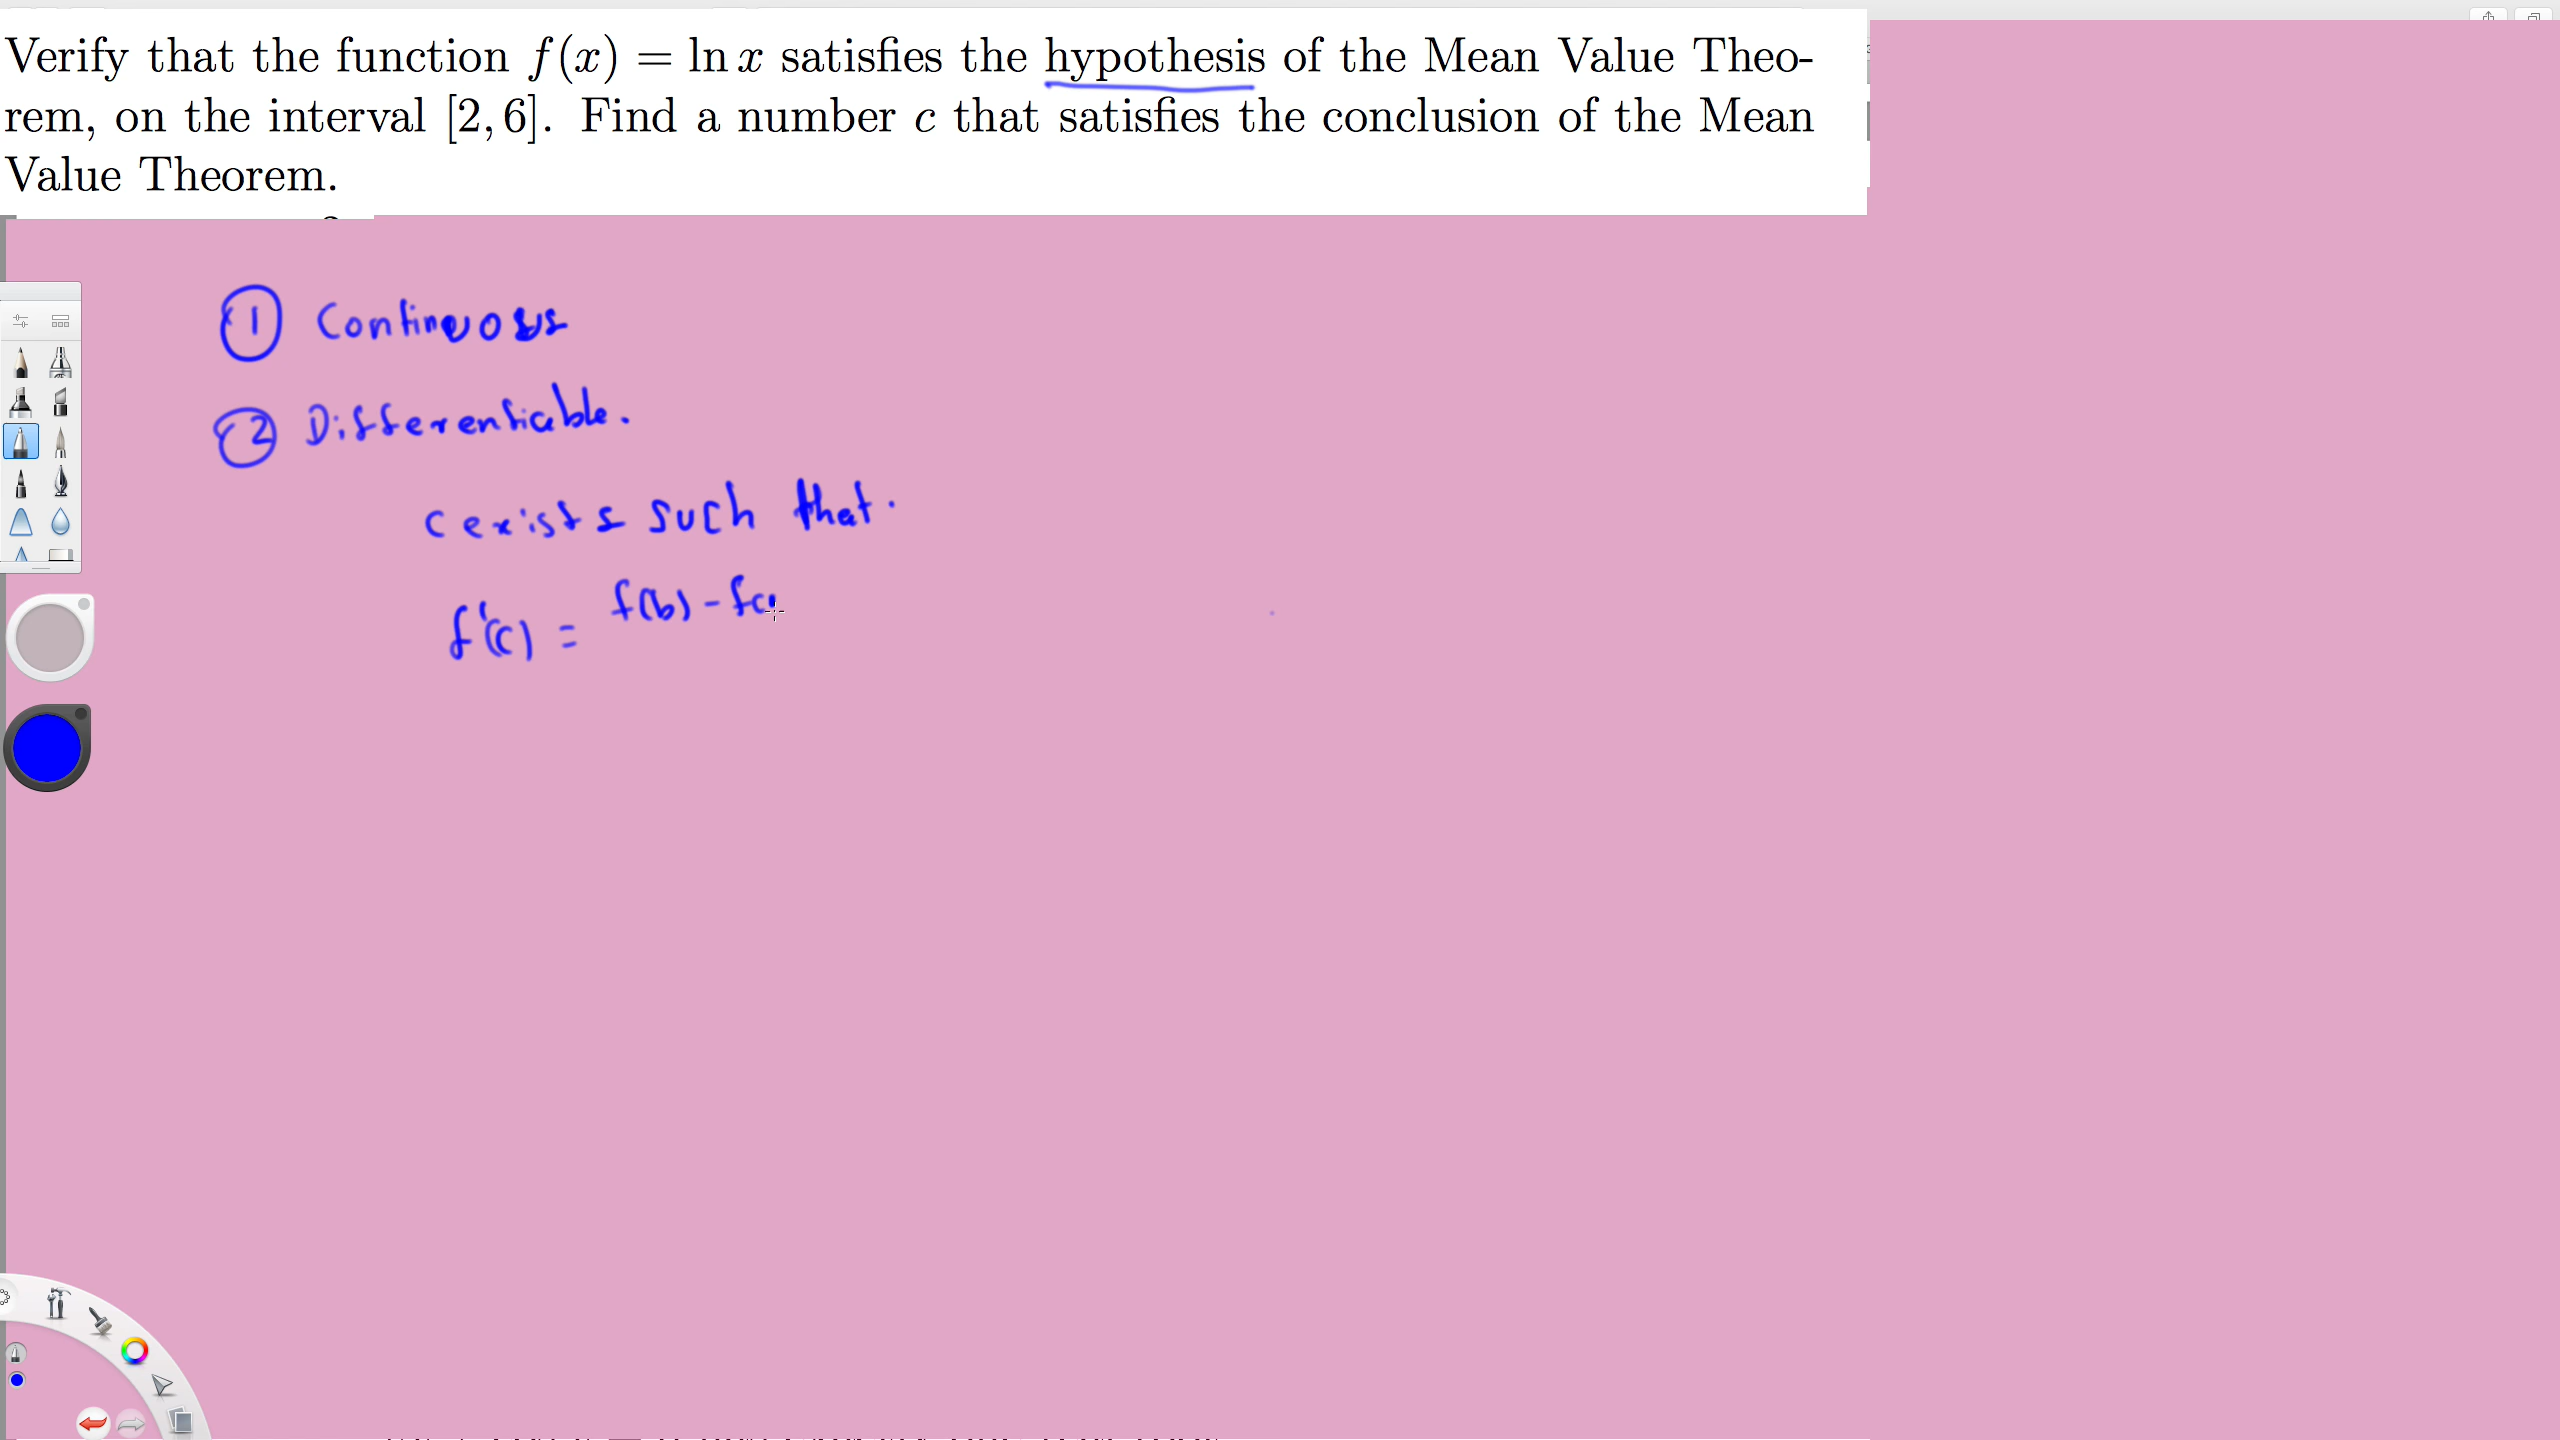 Verify that the function f(x) = ln x satisfies the hypothesis of the Mean Value Theo-
rem, on the interval [2, 6]. Find a number c that satisfies the conclusion of the Mean
Value Theorem.
① Continuous
② Differentiable.
c exists such that.
f'(c) = f(b) - f(